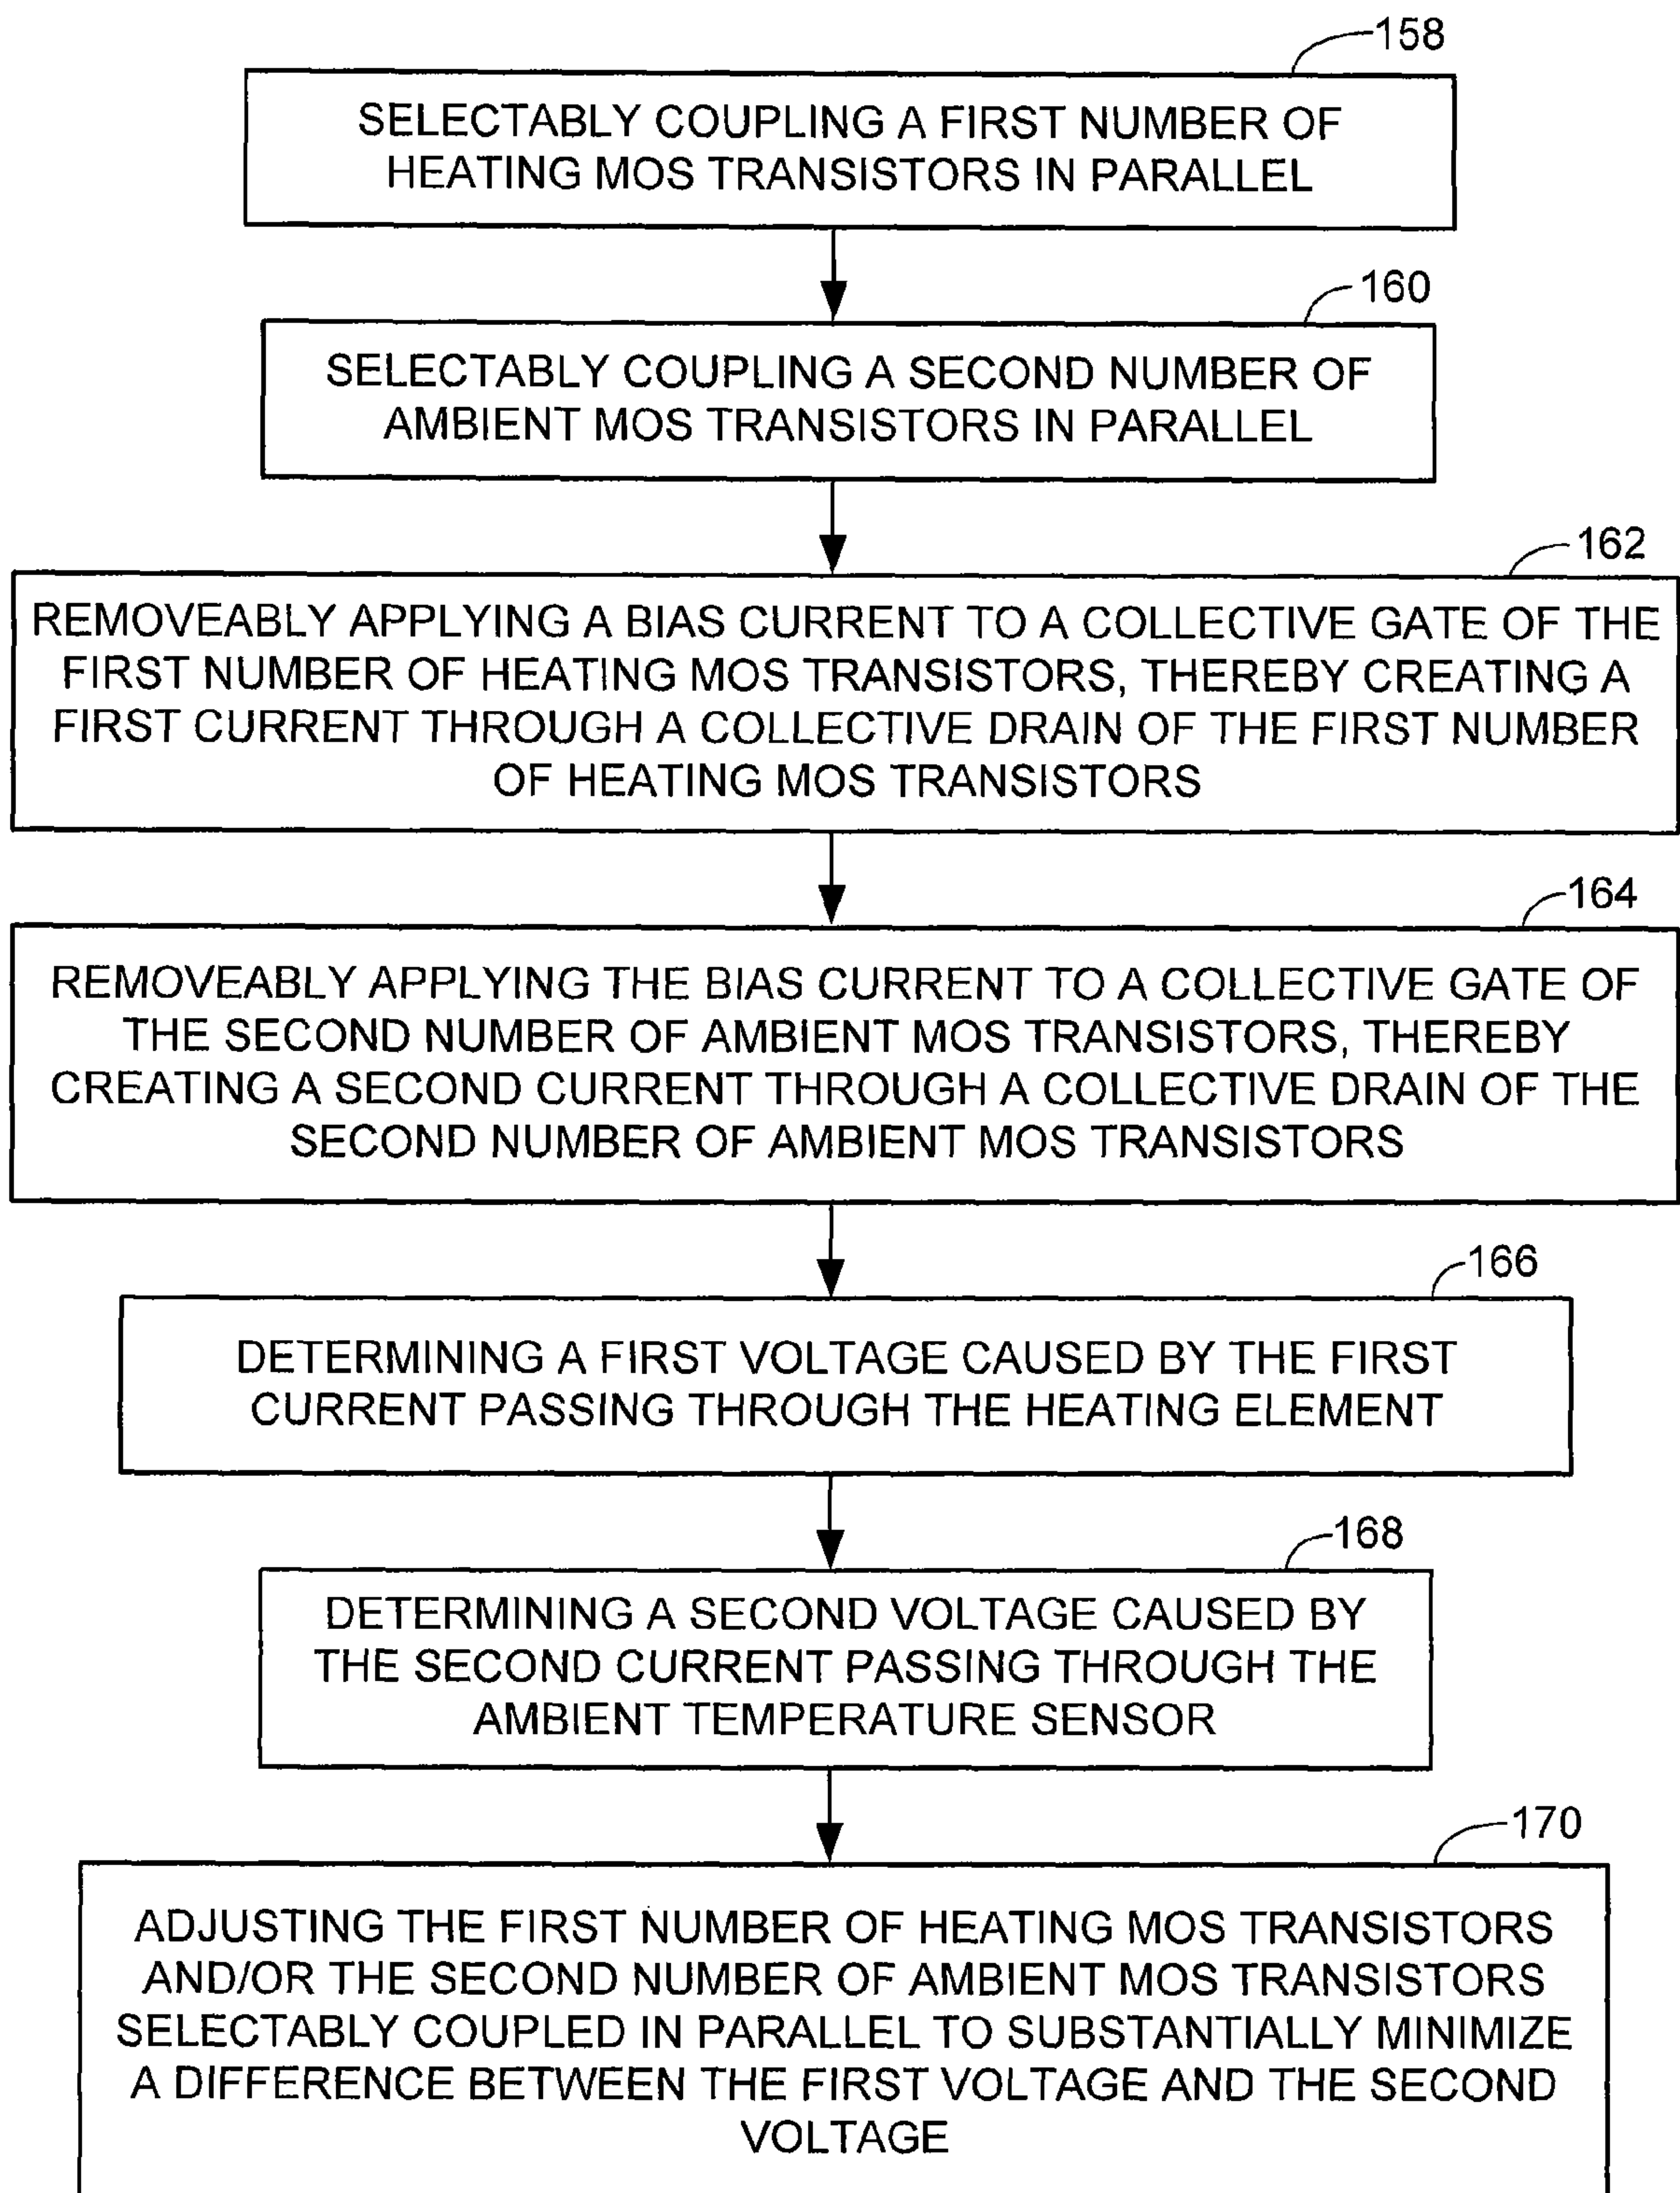 158
SELECTABLY COUPLING A FIRST NUMBER OF
HEATING MOS TRANSISTORS IN PARALLEL
160
SELECTABLY COUPLING A SECOND NUMBER OF
AMBIENT MOS TRANSISTORS IN PARALLEL
162
REMOVEABLY APPLYING A BIAS CURRENT TO A COLLECTIVE GATE OF THE
FIRST NUMBER OF HEATING MOS TRANSISTORS, THEREBY CREATING A
FIRST CURRENT THROUGH A COLLECTIVE DRAIN OF THE FIRST NUMBER
OF HEATING MOS TRANSISTORS
164
REMOVEABLY APPLYING THE BIAS CURRENT TO A COLLECTIVE GATE OF
THE SECOND NUMBER OF AMBIENT MOS TRANSISTORS, THEREBY
CREATING A SECOND CURRENT THROUGH A COLLECTIVE DRAIN OF THE
SECOND NUMBER OF AMBIENT MOS TRANSISTORS
166
DETERMINING A FIRST VOLTAGE CAUSED BY THE FIRST
CURRENT PASSING THROUGH THE HEATING ELEMENT
168
DETERMINING A SECOND VOLTAGE CAUSED BY
THE SECOND CURRENT PASSING THROUGH THE
AMBIENT TEMPERATURE SENSOR
170
ADJUSTING THE FIRST NUMBER OF HEATING MOS TRANSISTORS
AND/OR THE SECOND NUMBER OF AMBIENT MOS TRANSISTORS
SELECTABLY COUPLED IN PARALLEL TO SUBSTANTIALLY MINIMIZE
A DIFFERENCE BETWEEN THE FIRST VOLTAGE AND THE SECOND
VOLTAGE